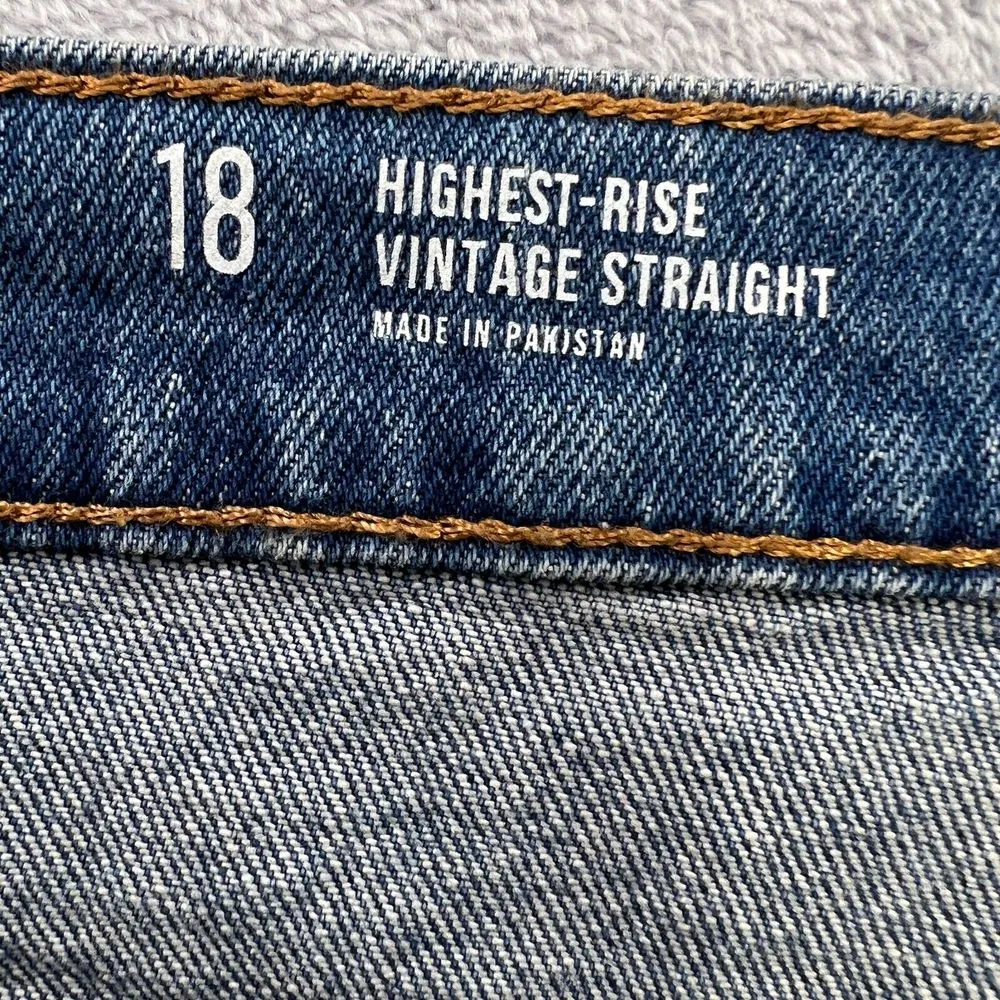 18
HIGHEST-RISE
VINTAGE STRAIGHT
MADE IN PAKISTAN